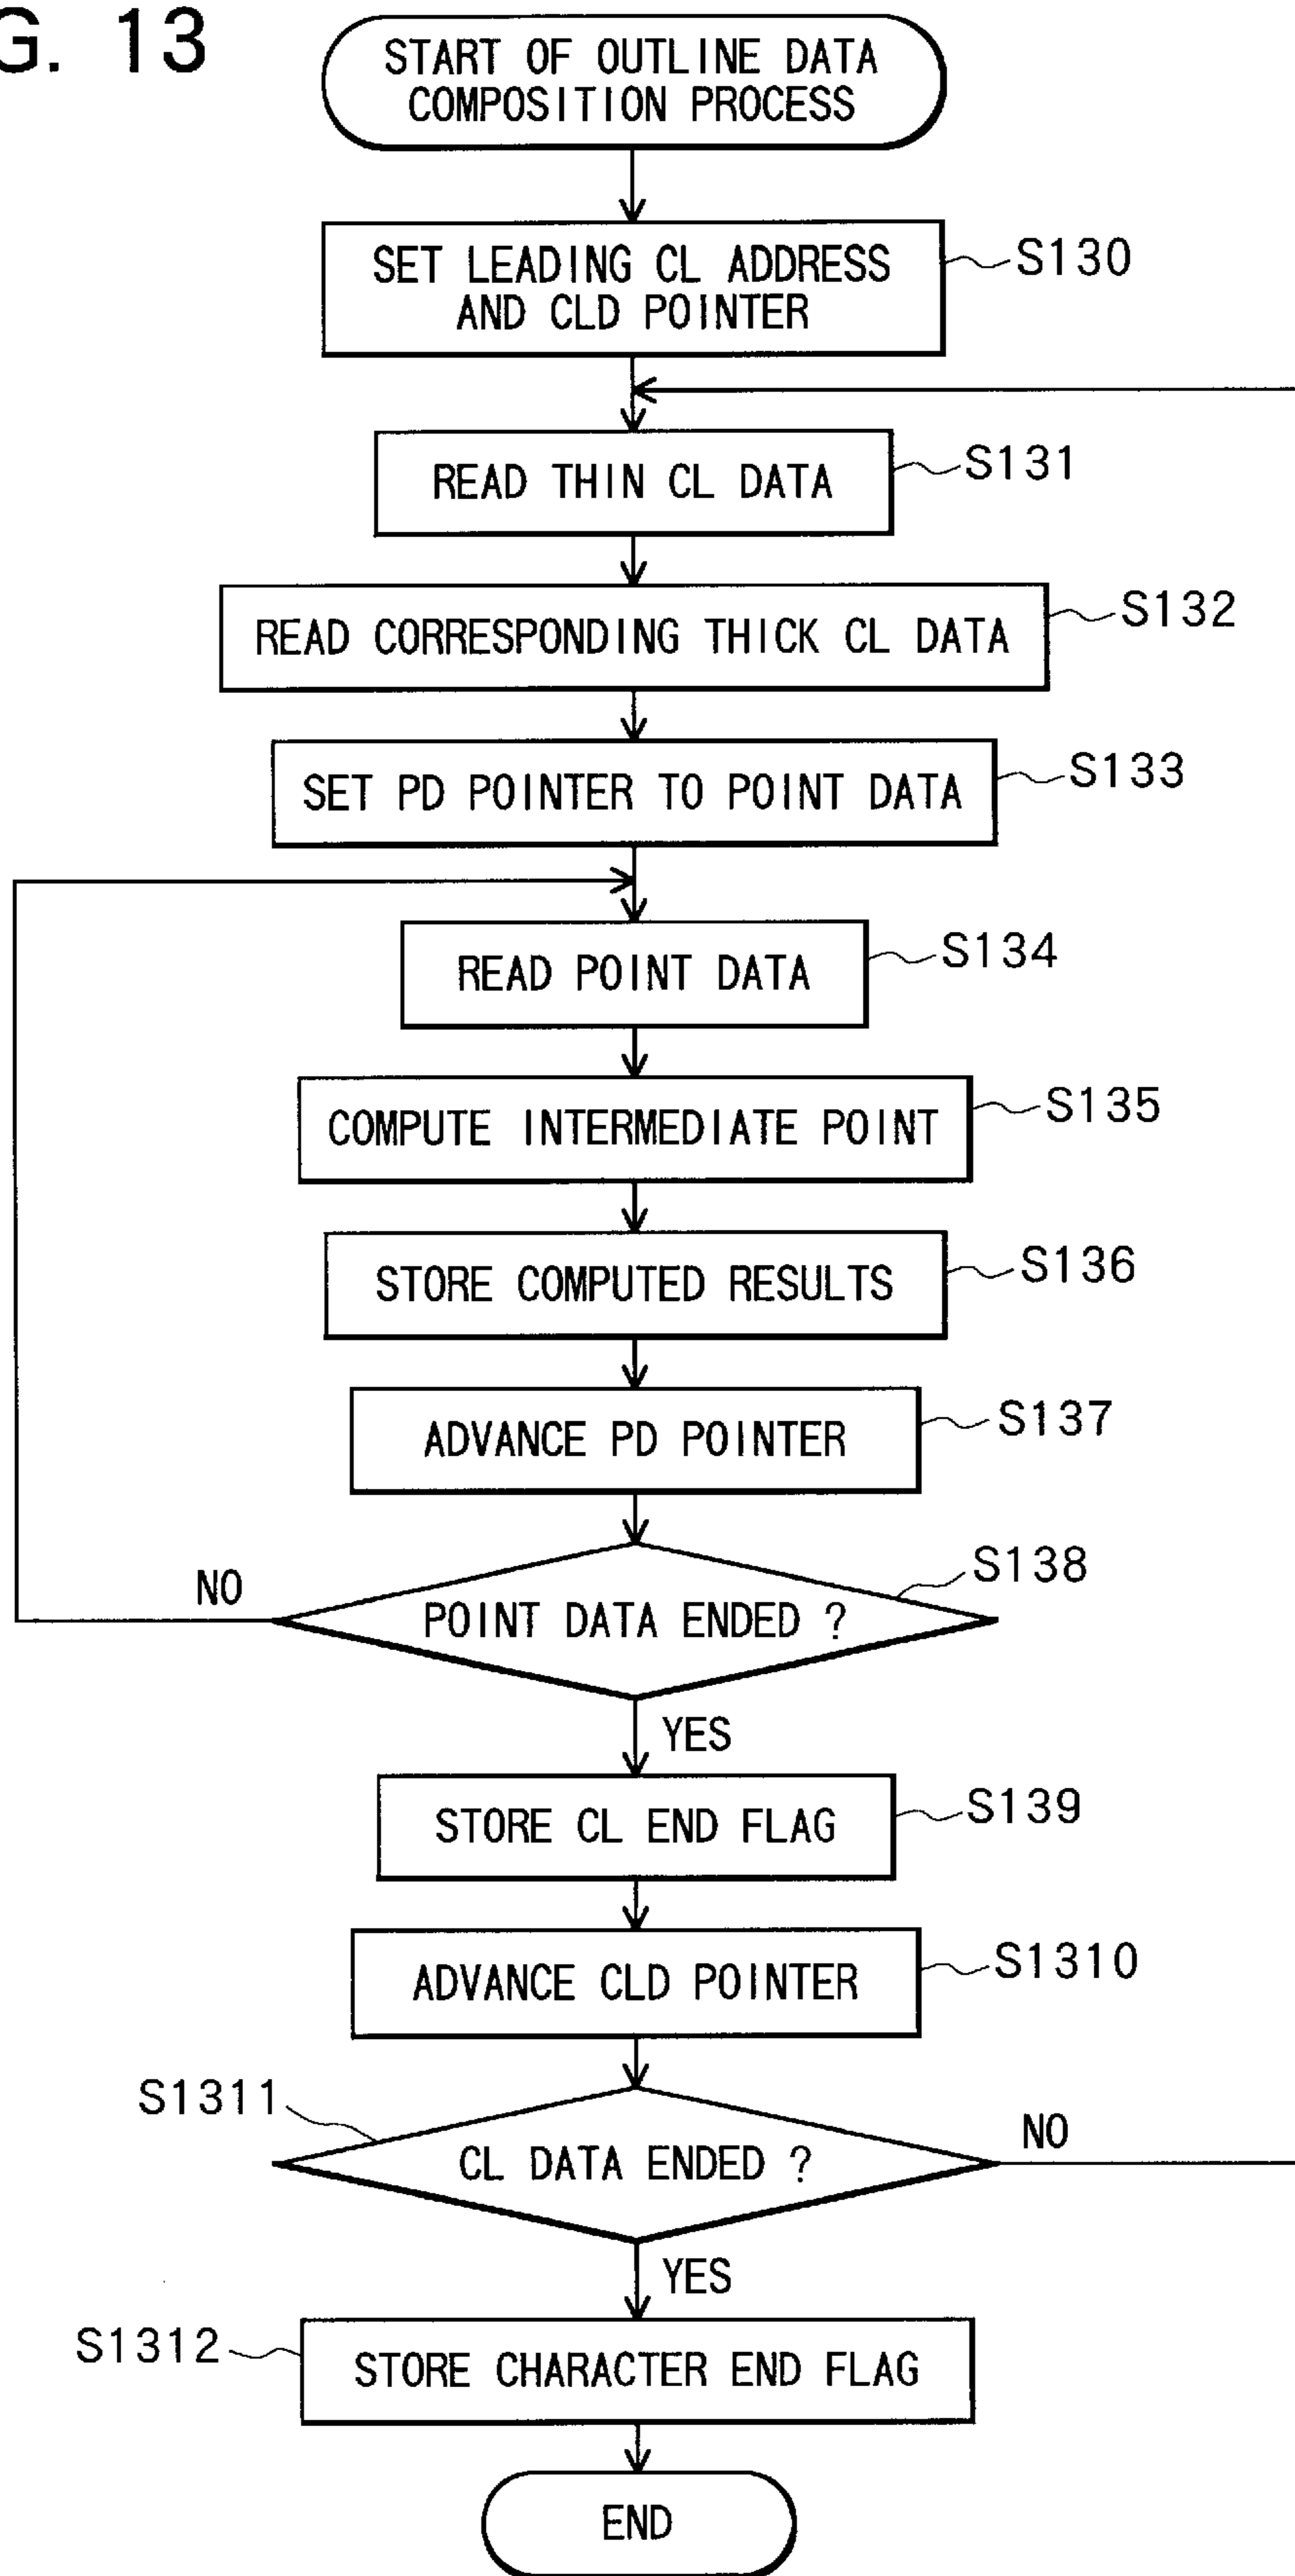 G. 13
START OF OUTLINE DATA
COMPOSITION PROCESS
SET LEADING CL ADDRESS
AND CLD POINTER
S130
READ THIN CL DATA
S131
READ CORRESPONDING THICK CL DATA
S132
SET PD POINTER TO POINT DATA
S133
READ POINT DATA
S134
COMPUTE INTERMEDIATE POINT
S135
STORE COMPUTED RESULTS
S136
ADVANCE PD POINTER
S137
NO
POINT DATA ENDED ?
S138
YES
STORE CL END FLAG
S139
ADVANCE CLD POINTER
S1310
S1311
CL DATA ENDED ?
NO
YES
S1312
STORE CHARACTER END FLAG
END